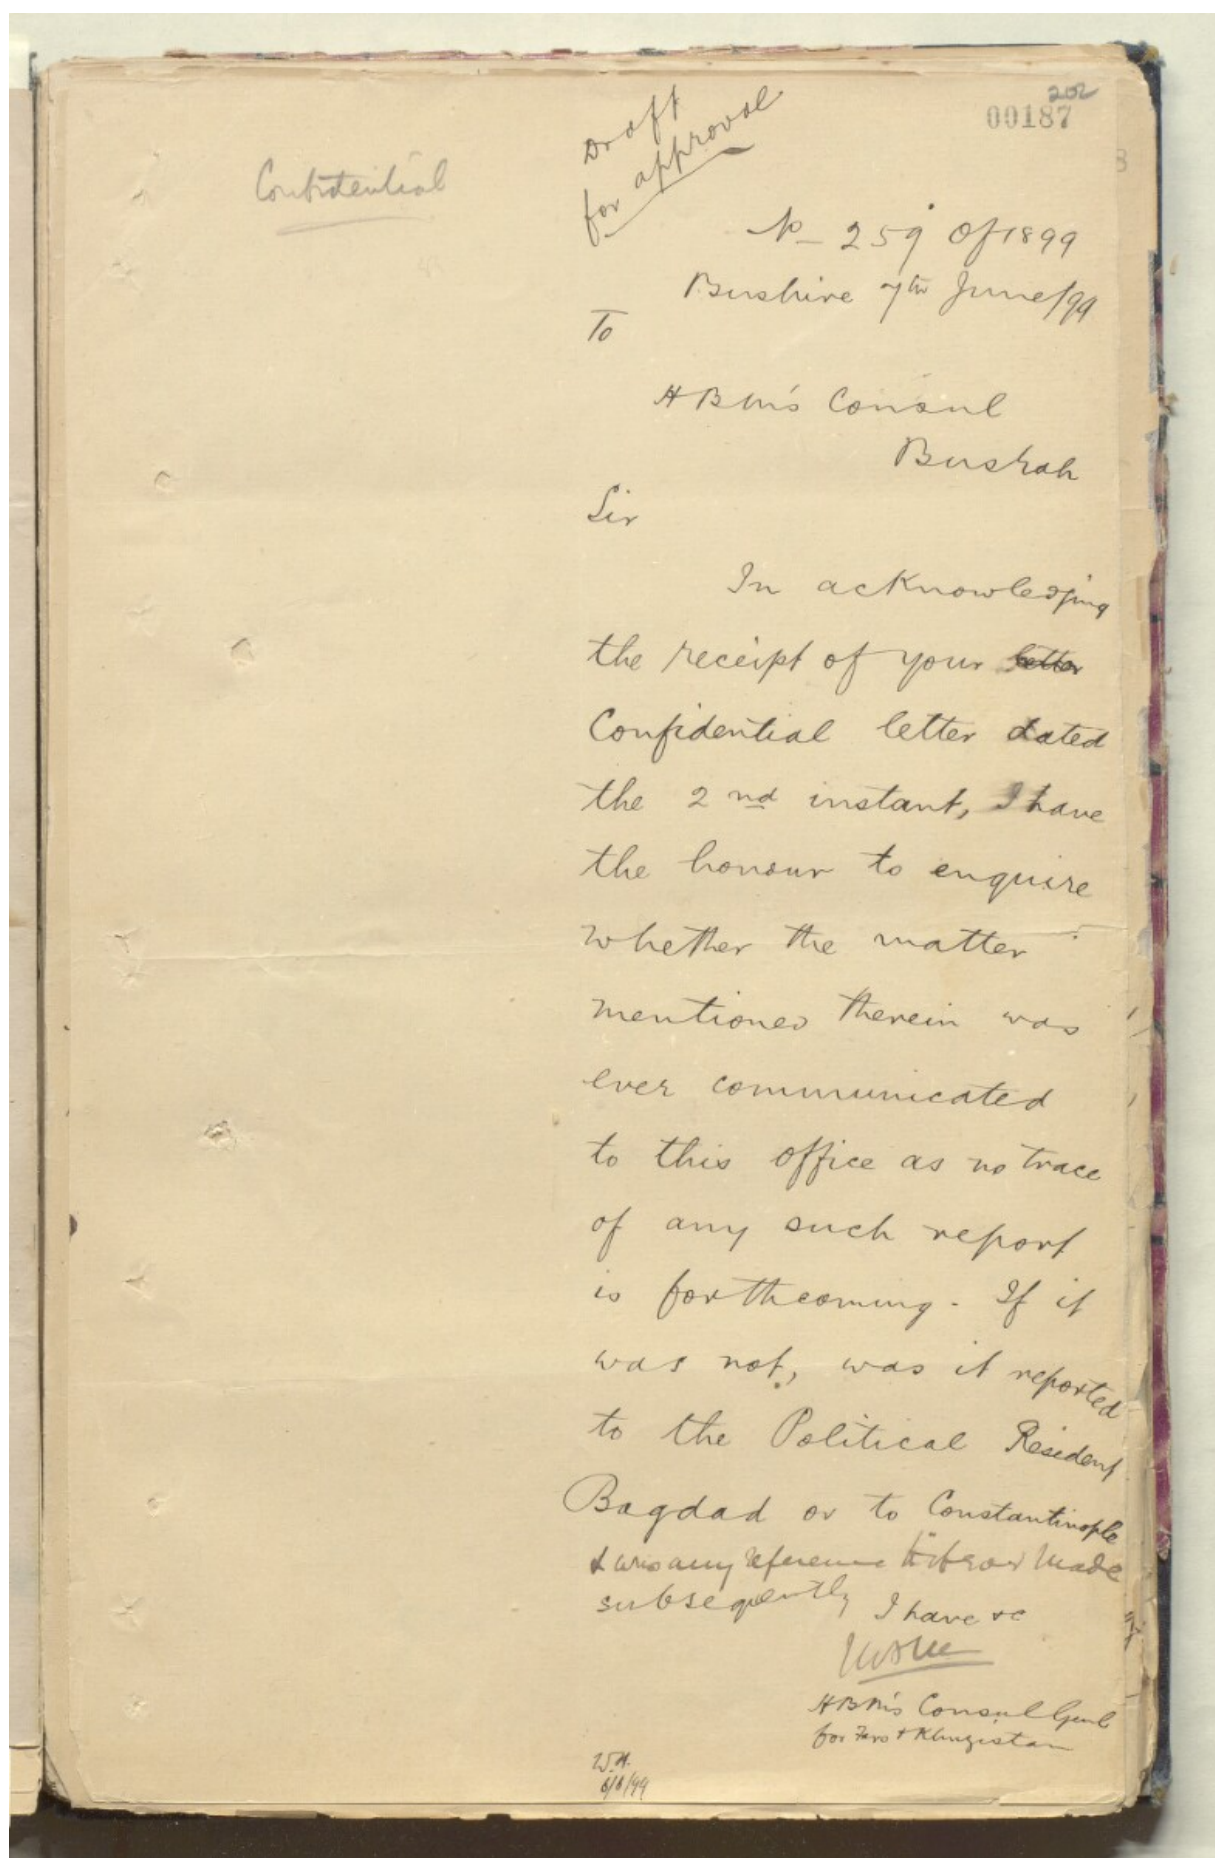 202
00187
Draft
for approval
Confidential
No 259 of 1899
Bushire 7th June/99
To
HBM's Consul
Busrah
Sir
In acknowledging
the receipt of your letter
Confidential letter dated
the 2nd instant, I have
the honour to enquire
whether the matter
mentioned therein was
ever communicated
to this office as no trace
of any such report
is forthcoming. If it
was not, was it reported
to the Political Resident
Bagdad or to Constantinople
& was any reference made
subsequently
I have &c
HBM's Consul Genl
for Fars & Khuzistan
6/6/99